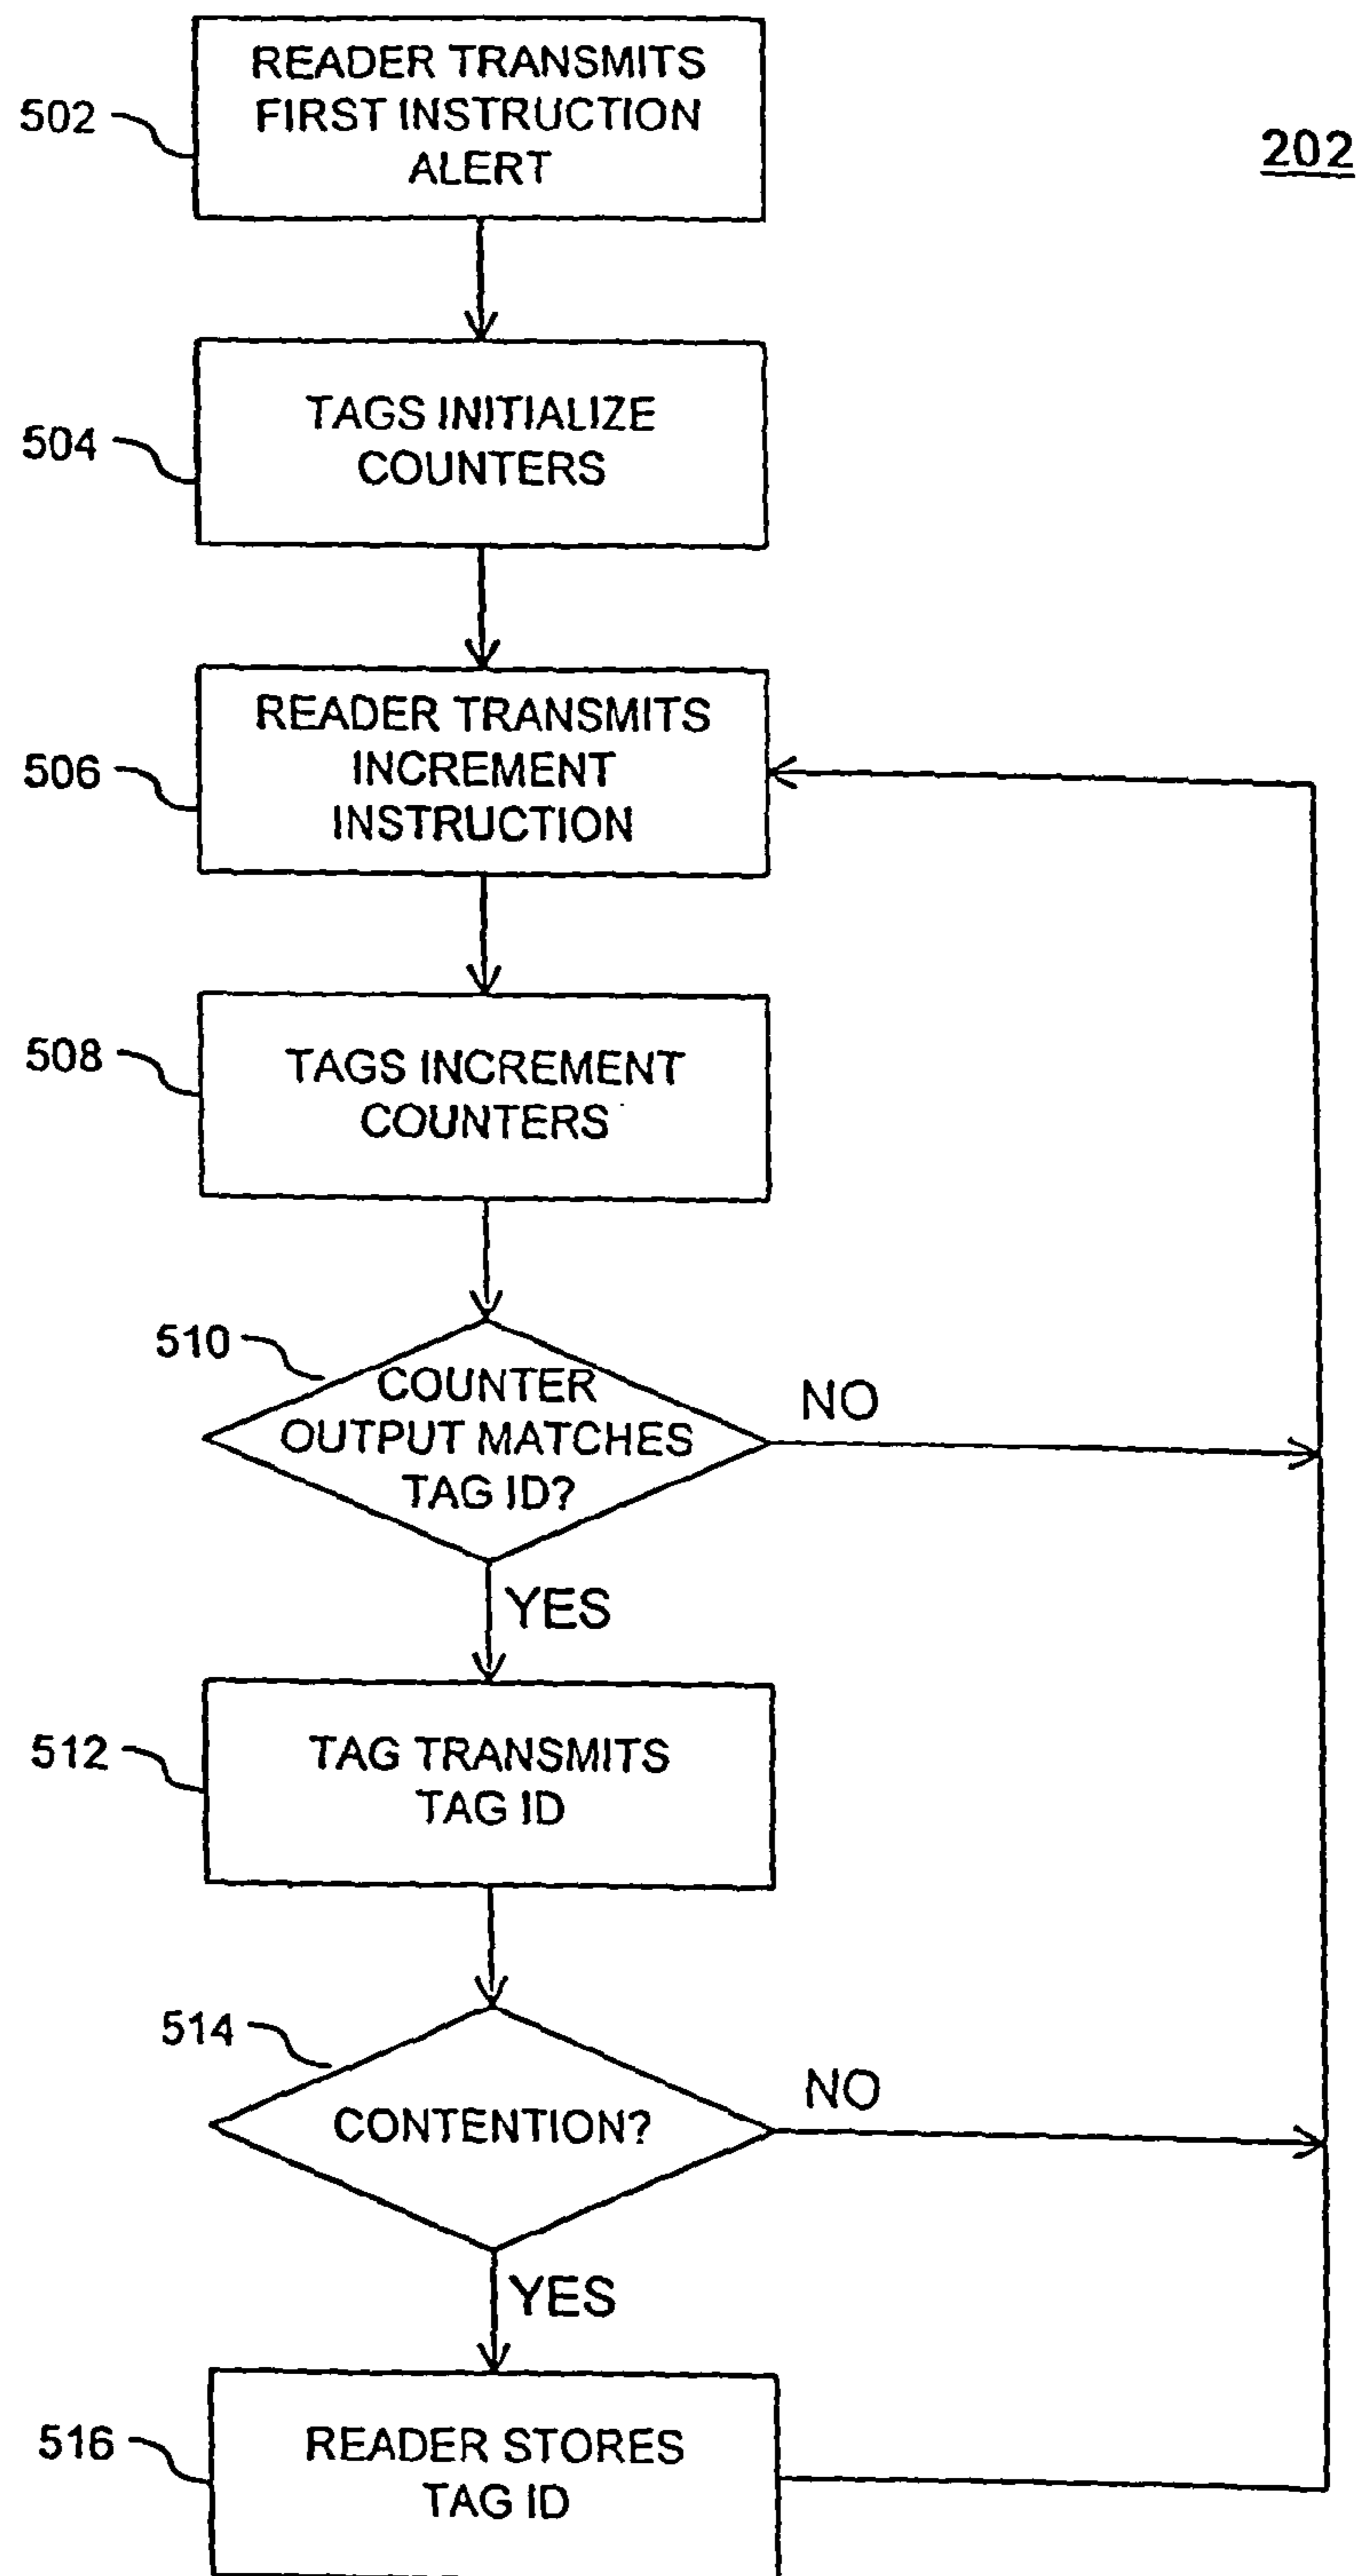 READER TRANSMITS
FIRST INSTRUCTION
ALERT
502
202
TAGS INITIALIZE
COUNTERS
504
READER TRANSMITS
INCREMENT
INSTRUCTION
506
TAGS INCREMENT
COUNTERS
508
510
COUNTER
OUTPUT MATCHES
TAG ID?
NO
YES
TAG TRANSMITS
TAG ID
512
514
CONTENTION?
NO
YES
READER STORES
TAG ID
516